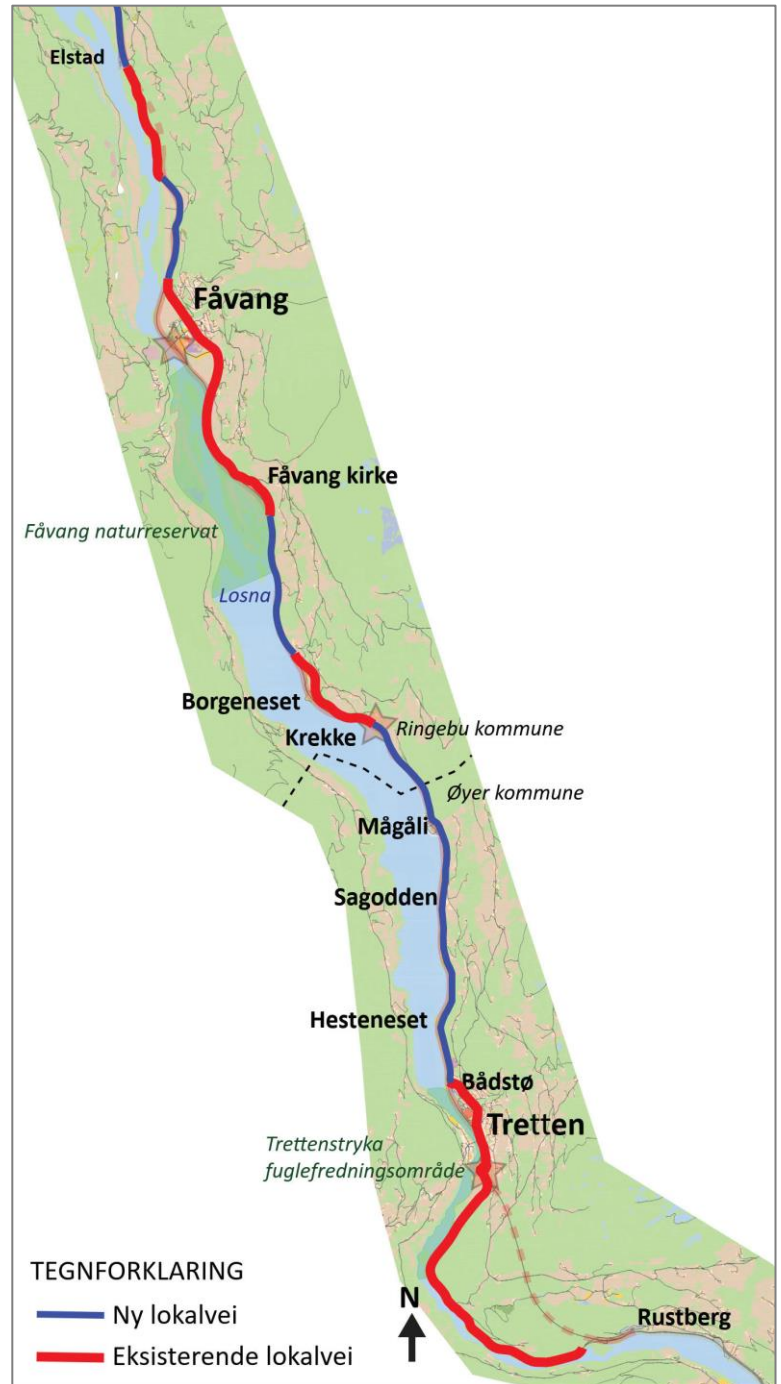 Elstad
Fåvang
Fåvang kirke
Fåvang naturreservat
Losna
Borgeneset
Krekke
Ringebu kommune
Øyer kommune
Mågåli
Sagodden
Hesteneset
Bådstø
Tretten
Trettenstryka
fuglefredningsområde
TEGNFORKLARING
N
Rustberg
Ny lokalvei
Eksisterende lokalvei